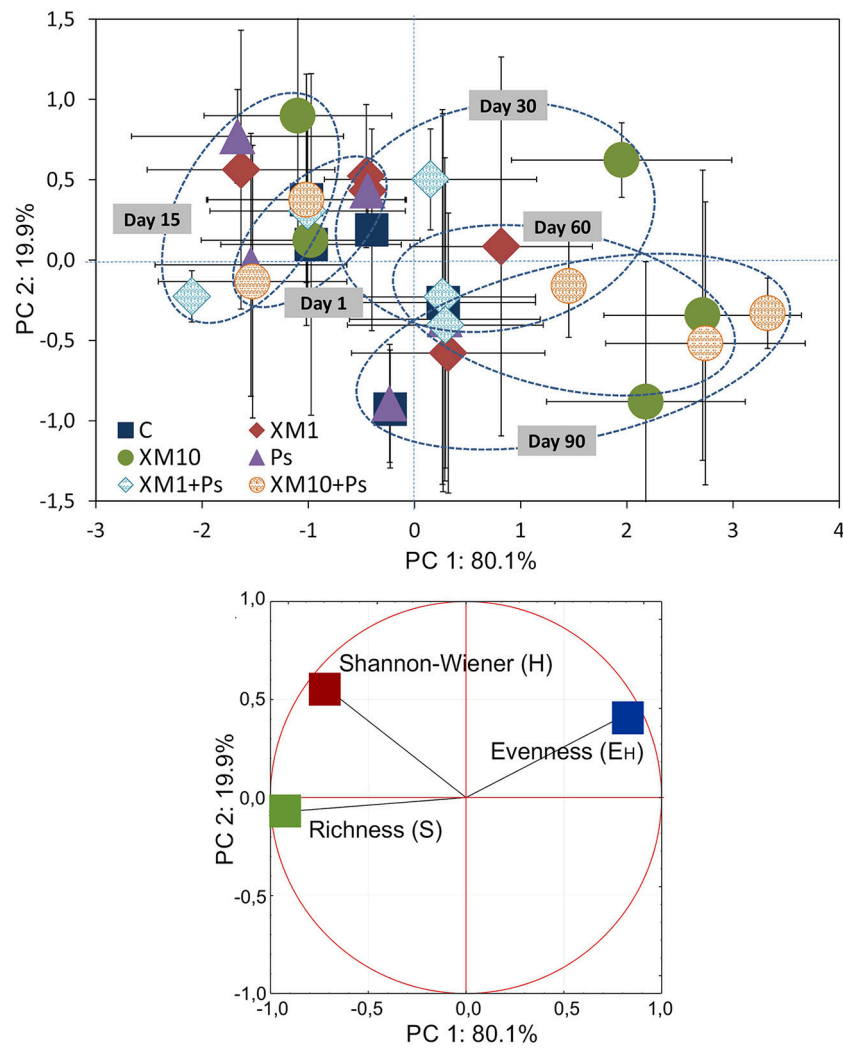 1,5
1,0
0,5
0,0
-0,5
-1,0
-1,5
PC 2: 19.9%
Day 30
Day 15
Day 60
Day 1
Day 90
C XM1
XM10 Ps
XM1+Ps XM10+Ps
-3 -2 -1 0 1 2 3 4
PC 1: 80.1%
1,0
0,5
0,0
-0,5
-1,0
PC 2: 19.9%
Shannon-Wiener (H)
Evenness (EH)
Richness (S)
-1,0 -0,5 0,0 0,5 1,0
PC 1: 80.1%